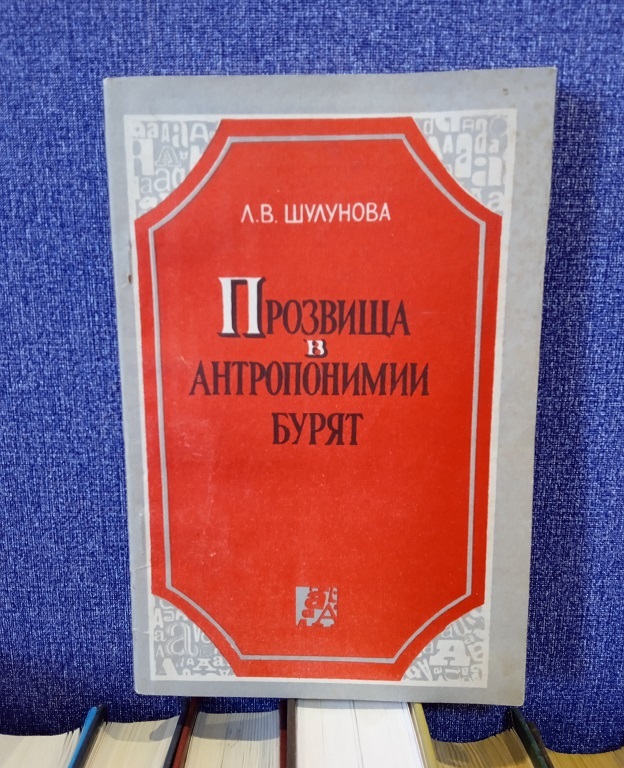 Л.В. ШУЛУНОВА
ПРОЗВИЩА
В
АНТРОПОНИМИИ
БУРЯТ